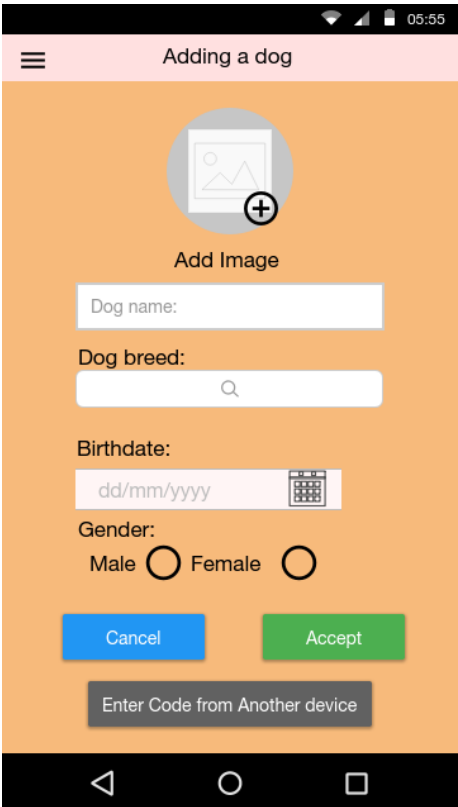 05:55
Adding a dog
Add Image
Dog name:
Dog breed:
Birthdate:
dd/mm/yyyy
Gender:
Male Female
Cancel Accept
Enter Code from Another device